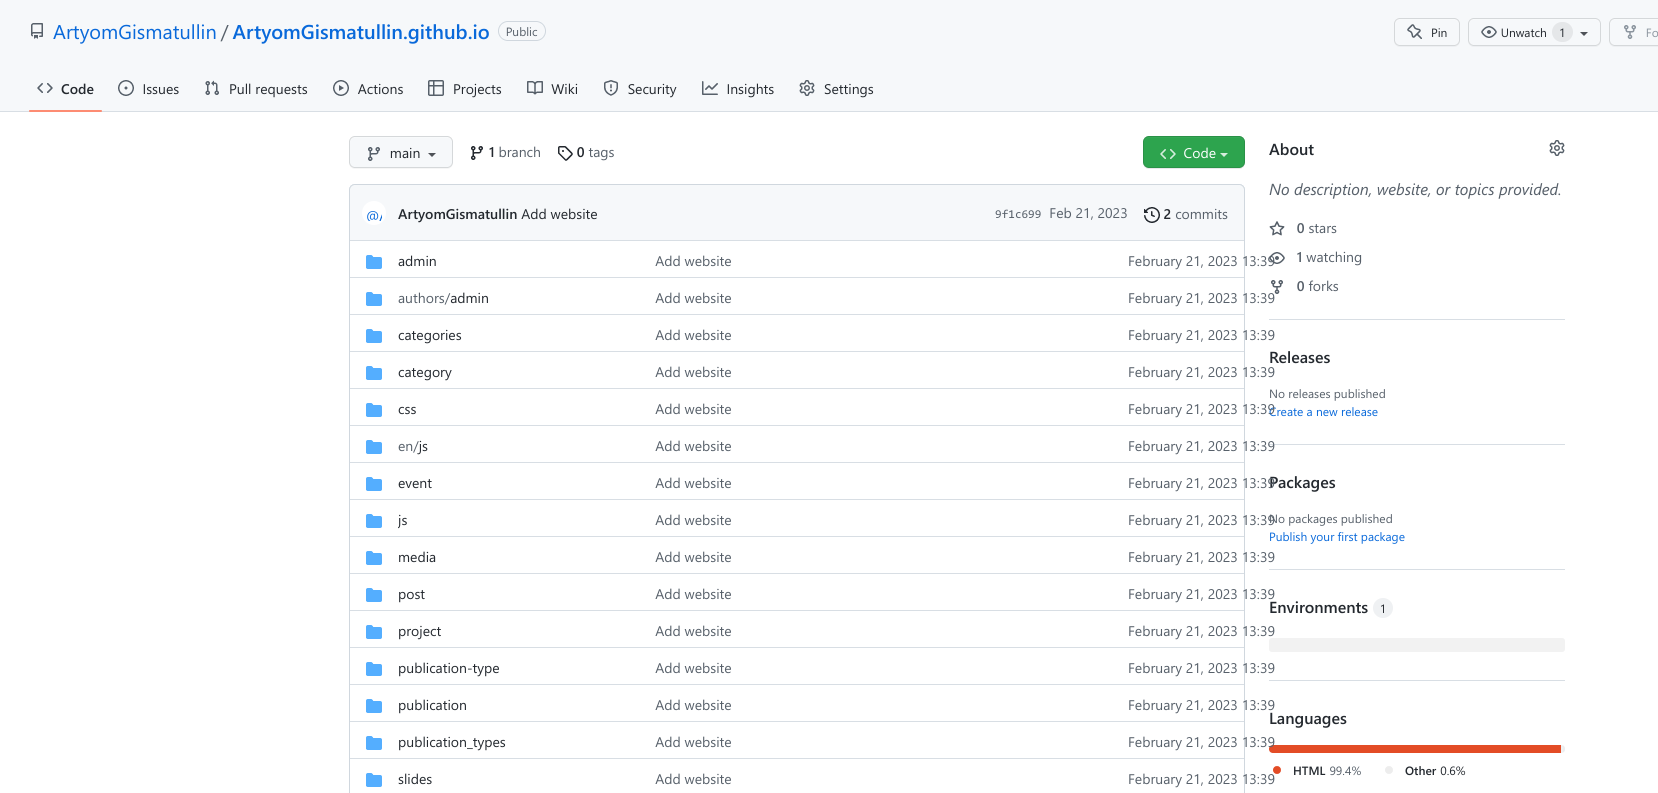 ArtyomGismatullin / ArtyomGismatullin.github.io Public
Pin Unwatch 1 Fo
Code Issues Pull requests Actions Projects Wiki Security Insights Settings
main 1 branch 0 tags Code
ArtyomGismatullin Add website 9f1c699 Feb 21, 2023 2 commits
admin Add website February 21, 2023 13:39
authors/admin Add website February 21, 2023 13:39
categories Add website February 21, 2023 13:39
category Add website February 21, 2023 13:39
css Add website February 21, 2023 13:39
en/js Add website February 21, 2023 13:39
event Add website February 21, 2023 13:39
js Add website February 21, 2023 13:39
media Add website February 21, 2023 13:39
post Add website February 21, 2023 13:39
project Add website February 21, 2023 13:39
publication-type Add website February 21, 2023 13:39
publication Add website February 21, 2023 13:39
publication_types Add website February 21, 2023 13:39
slides Add website February 21, 2023 13:39
About
No description, website, or topics provided.
0 stars
1 watching
0 forks
Releases
No releases published
Create a new release
Packages
No packages published
Publish your first package
Environments 1
Languages
HTML 99.4% Other 0.6%